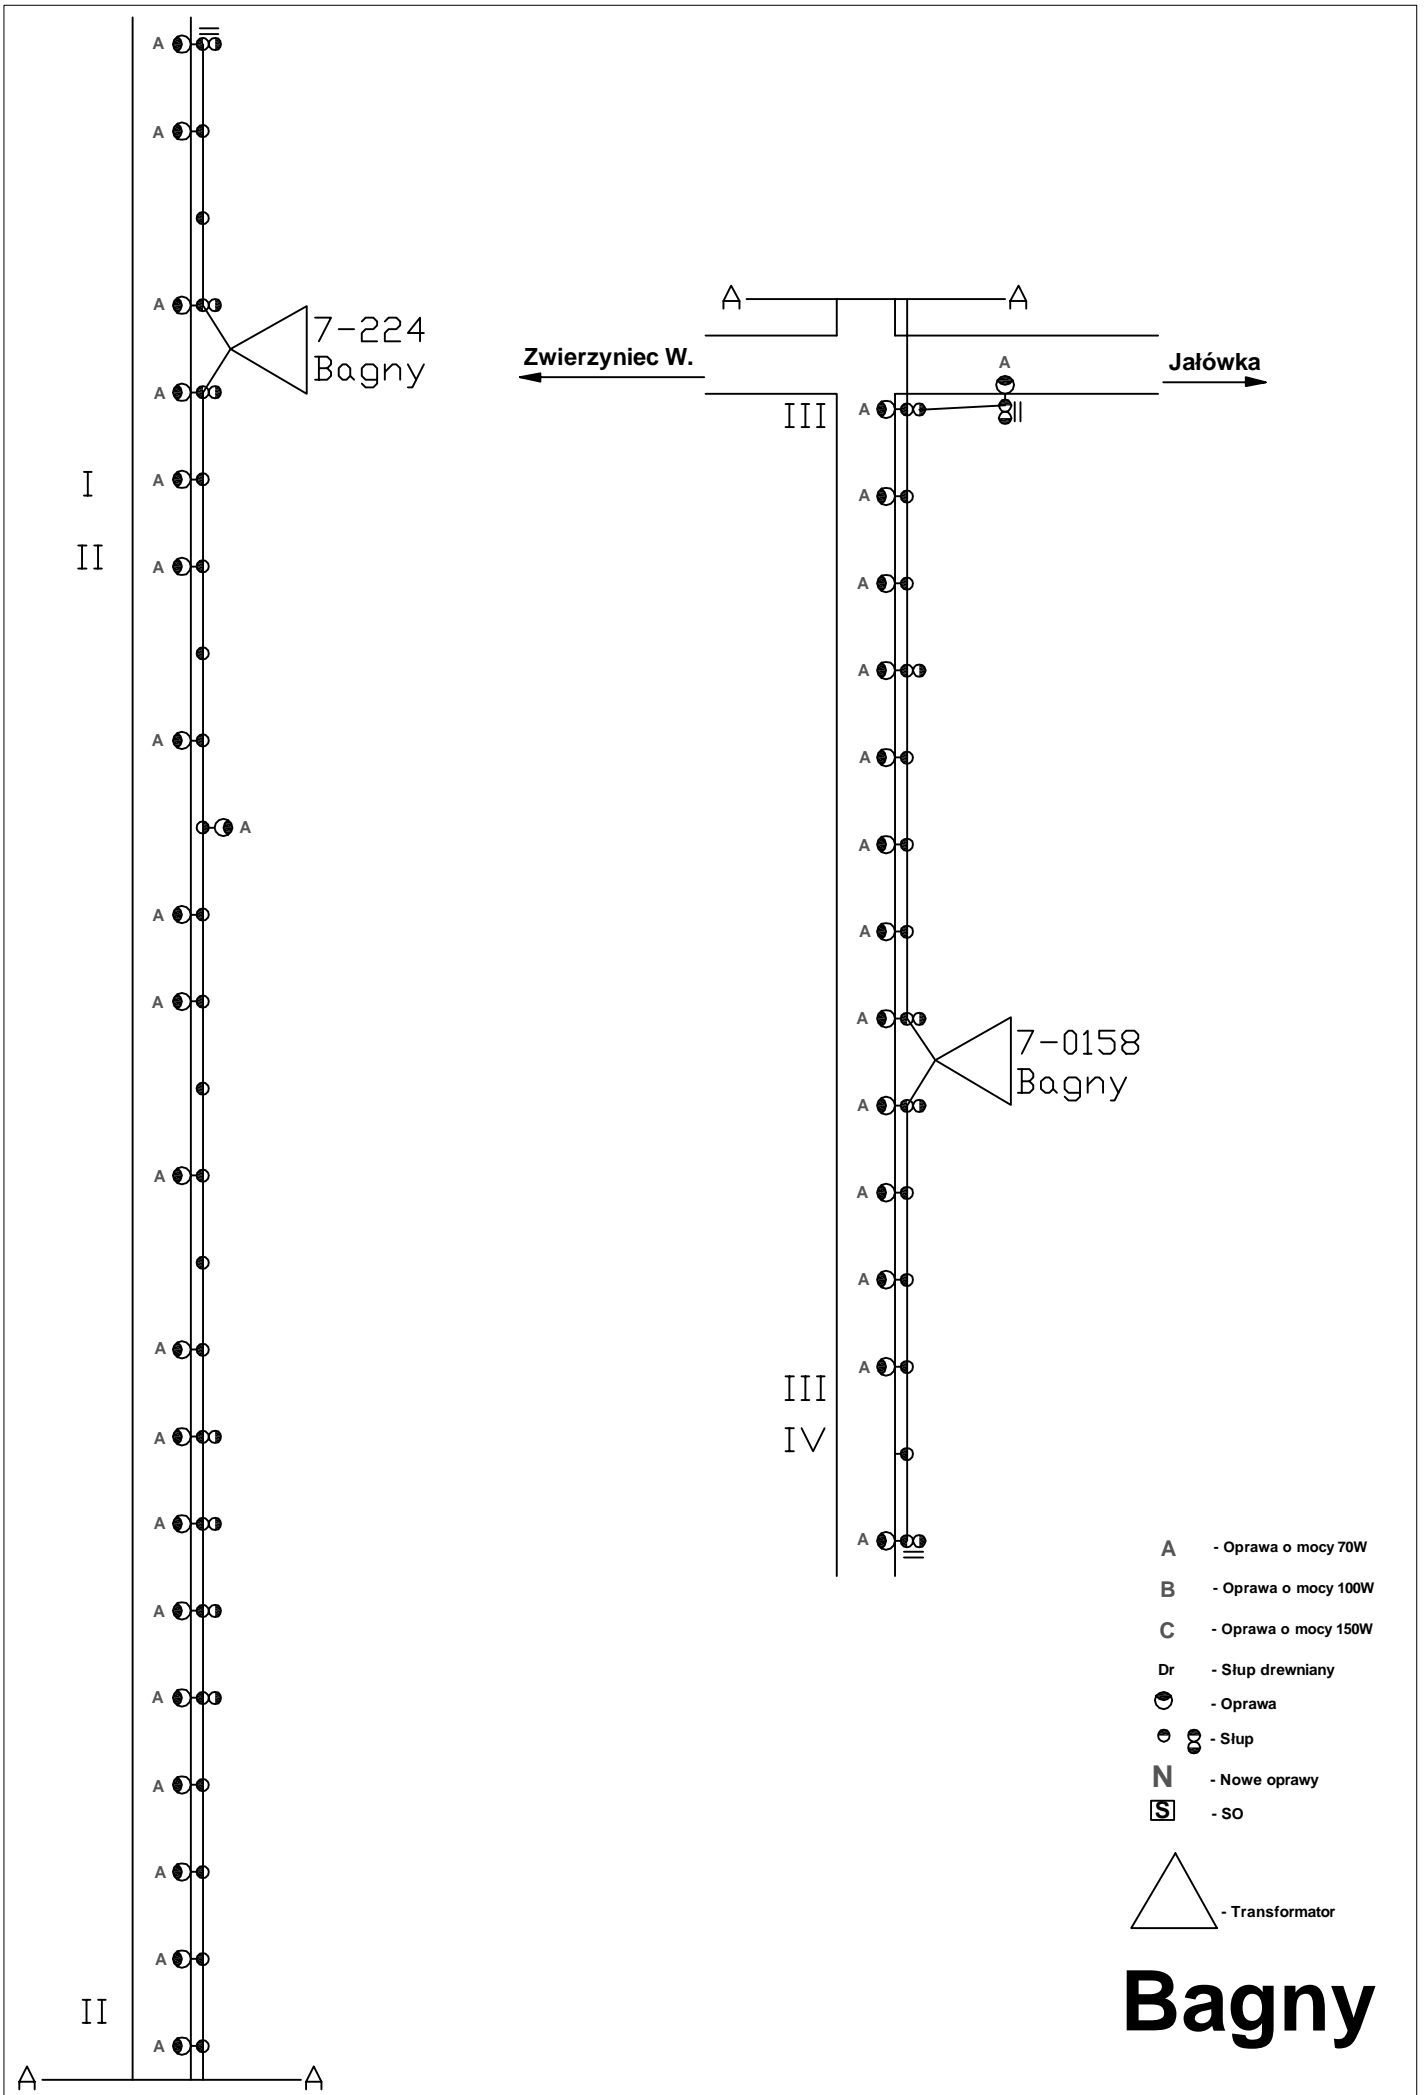 A
A
A
7-224
Bagny
A
I
A
II
A
A
A
A
A
A
A
A
A
A
A
A
A
A
II
A
A
A
A
A
Zwierzyniec W.
A
Jałówka
III
A
A
A
A
A
A
A
A
7-0158
Bagny
A
A
A
A
III
IV
A
A - Oprawa o mocy 70W
B - Oprawa o mocy 100W
C - Oprawa o mocy 150W
Dr - Słup drewniany
- Oprawa
- Słup
N - Nowe oprawy
S - SO
- Transformator
Bagny